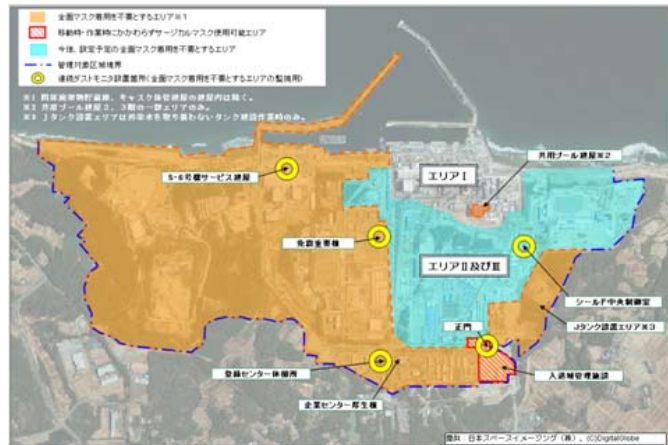 全面マスク着用を不要とするエリア※1
移動時・作業時にかかわらずサージカルマスク使用可能エリア
今後、設定予定の全面マスク着用を不要とするエリア
管理対象区域境界
連続ダストモニタ設置箇所(全面マスク着用を不要とするエリアの監視用)
※1 固体廃棄物貯蔵庫、キャスク保管建屋の建屋内は除く。
※2 共用プール建屋2、3階の一部エリアのみ。
※3 Jタンク設置エリアは汚染水を取り扱わないタンク建設作業時のみ。
5・6号機サービス建屋
エリアⅠ
共用プール建屋※2
免震重要棟
エリアⅡ及びⅢ
シールド中央制御室
正門
Jタンク設置エリア※3
登録センター休憩所
入退域管理施設
企業センター厚生棟
提供:日本スペースイメージング(株)、(C)DigitalGlobe